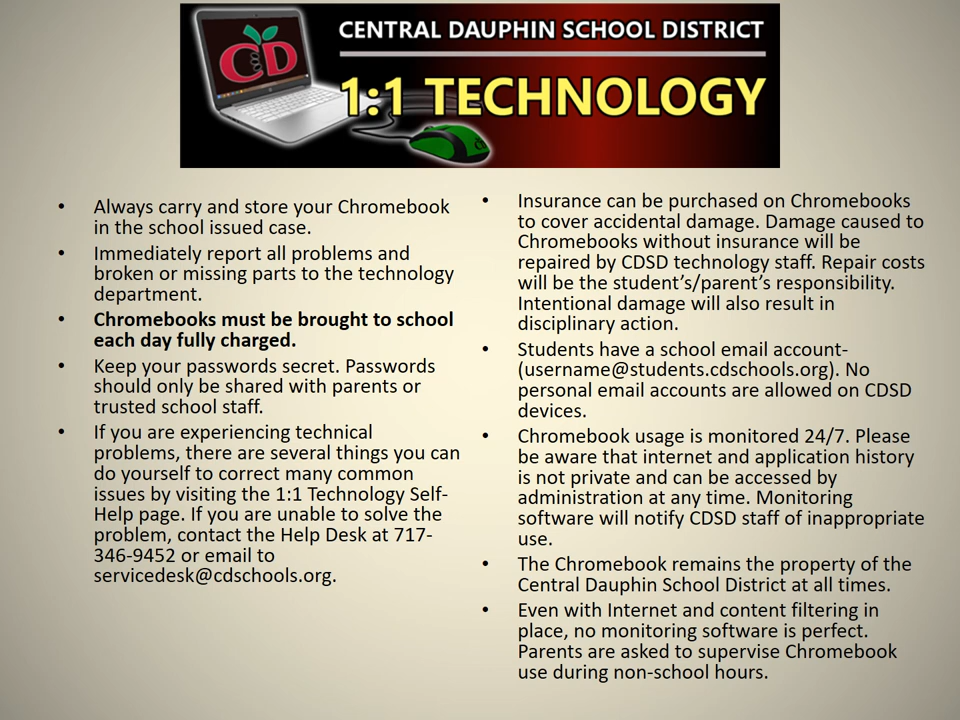 CENTRAL DAUPHIN SCHOOL DISTRICT
CD
1:1 TECHNOLOGY
• Always carry and store your Chromebook
in the school issued case.
• Immediately report all problems and
broken or missing parts to the technology
department.
• Chromebooks must be brought to school
each day fully charged.
• Keep your passwords secret. Passwords
should only be shared with parents or
trusted school staff.
• If you are experiencing technical
problems, there are several things you can
do yourself to correct many common
issues by visiting the 1:1 Technology Self-
Help page. If you are unable to solve the
problem, contact the Help Desk at 717-
346-9452 or email to
servicedesk@cdschools.org.
• Insurance can be purchased on Chromebooks
to cover accidental damage. Damage caused to
Chromebooks without insurance will be
repaired by CDSD technology staff. Repair costs
will be the student’s/parent’s responsibility.
Intentional damage will also result in
disciplinary action.
• Students have a school email account-
(username@students.cdschools.org). No
personal email accounts are allowed on CDSD
devices.
• Chromebook usage is monitored 24/7. Please
be aware that internet and application history
is not private and can be accessed by
administration at any time. Monitoring
software will notify CDSD staff of inappropriate
use.
• The Chromebook remains the property of the
Central Dauphin School District at all times.
• Even with Internet and content filtering in
place, no monitoring software is perfect.
Parents are asked to supervise Chromebook
use during non-school hours.